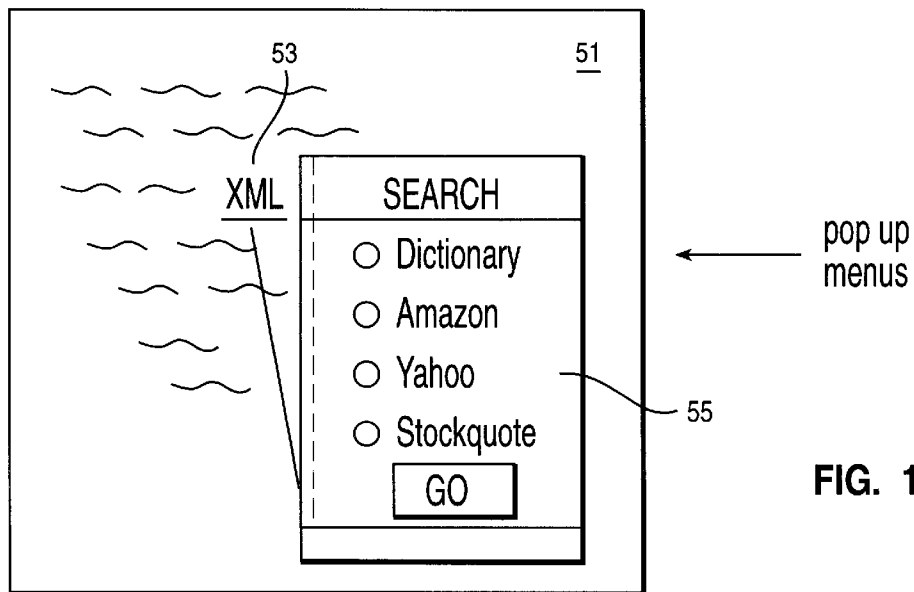 53
51
XML
SEARCH
Dictionary
Amazon
Yahoo
Stockquote
GO
pop up
menus
55
FIG. 1